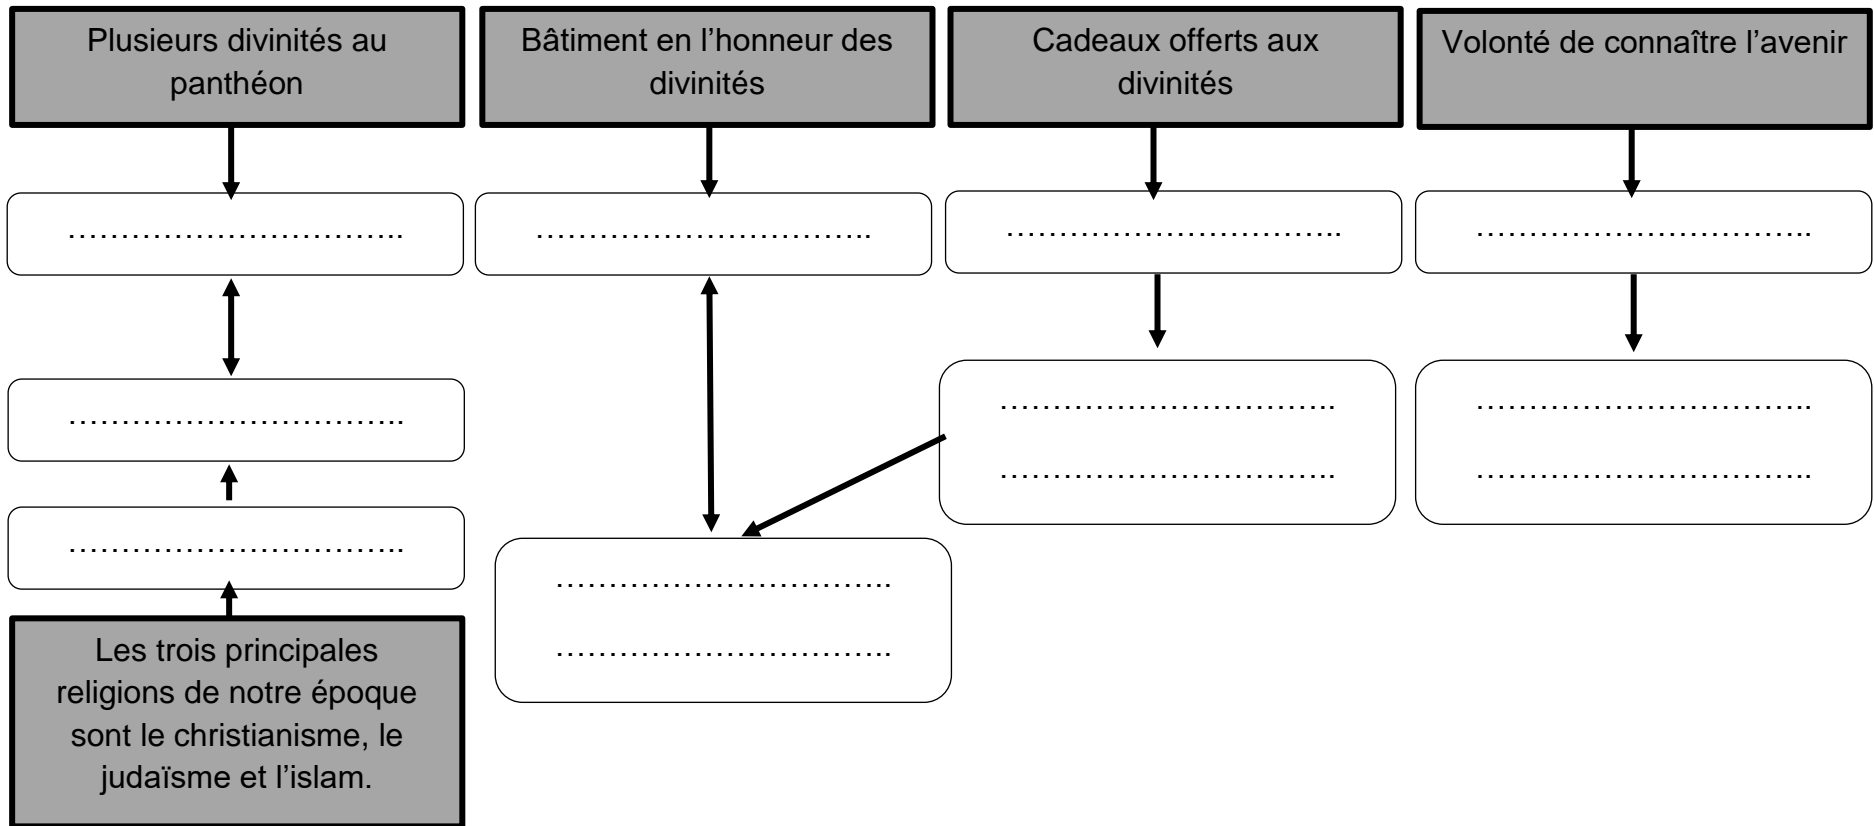 Plusieurs divinités au
panthéon
Bâtiment en l’honneur des
divinités
Cadeaux offerts aux
divinités
Volonté de connaître l’avenir
…………………………..
…………………………..
…………………………..
…………………………..
…………………………..
…………………………..
…………………………..
…………………………..
…………………………..
…………………………..
…………………………..
…………………………..
Les trois principales
religions de notre époque
sont le christianisme, le
judaïsme et l’islam.